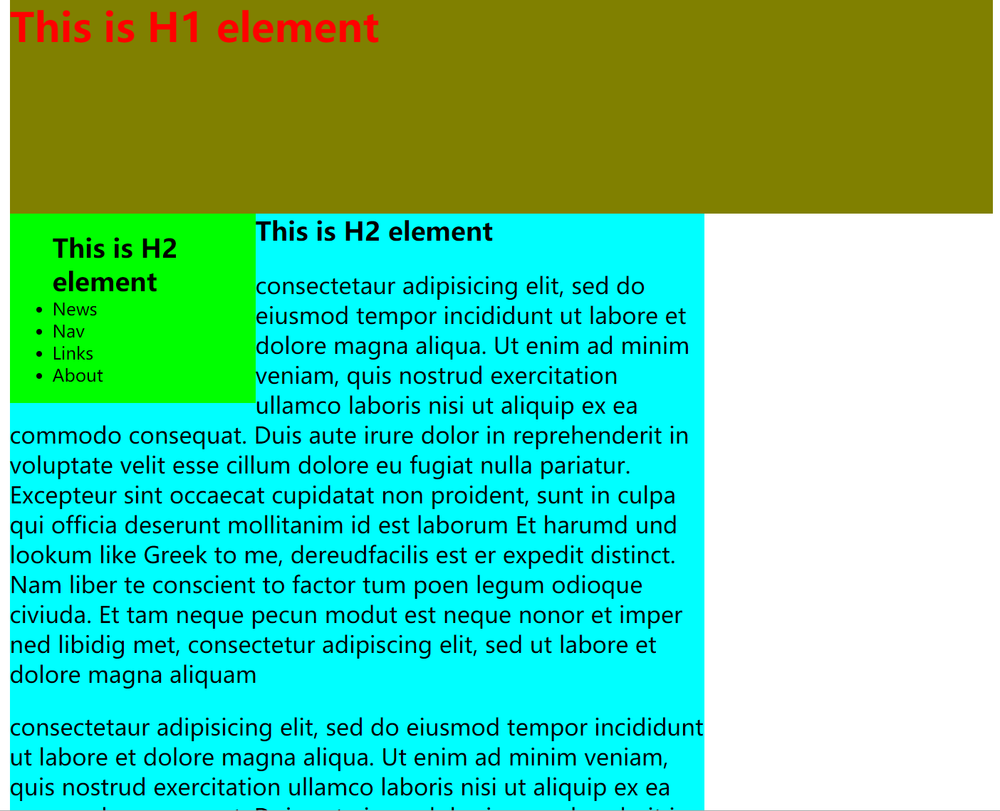 This is H1 element
This is H2
element
News
Nav
Links
About
This is H2 element
consectetaur adipisicing elit, sed do
eiusmod tempor incididunt ut labore et
dolore magna aliqua. Ut enim ad minim
veniam, quis nostrud exercitation
ullamco laboris nisi ut aliquip ex ea
commodo consequat. Duis aute irure dolor in reprehenderit in
voluptate velit esse cillum dolore eu fugiat nulla pariatur.
Excepteur sint occaecat cupidatat non proident, sunt in culpa
qui officia deserunt mollitanim id est laborum Et harumd und
lookum like Greek to me, dereudfacilis est er expedit distinct.
Nam liber te conscient to factor tum poen legum odioque
civiuda. Et tam neque pecun modut est neque nonor et imper
ned libidig met, consectetur adipiscing elit, sed ut labore et
dolore magna aliquam
consectetaur adipisicing elit, sed do eiusmod tempor incididunt
ut labore et dolore magna aliqua. Ut enim ad minim veniam,
quis nostrud exercitation ullamco laboris nisi ut aliquip ex ea